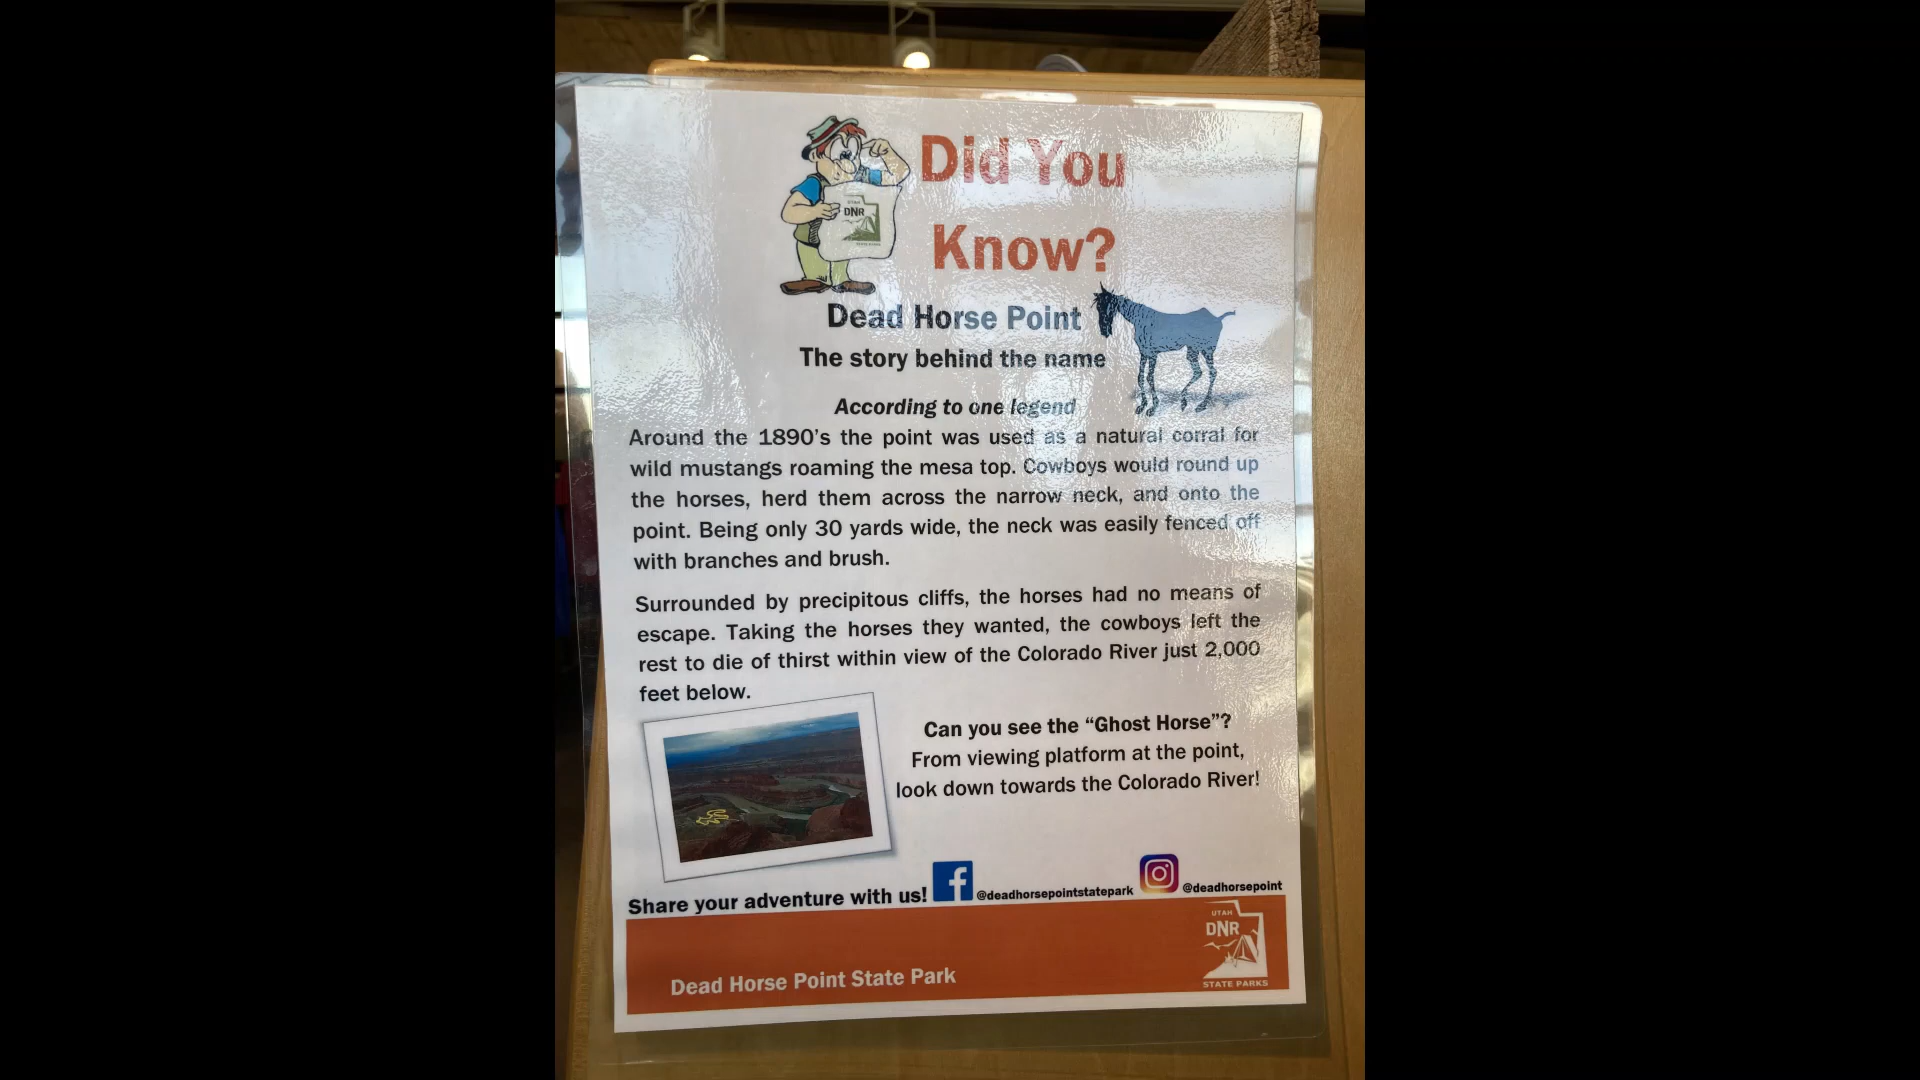 Did You
Know?
UTAH
DNR
Dead Horse Point
The story behind the name
According to one legend
Around the 1890's the point was used as a natural corral for
wild mustangs roaming the mesa top. Cowboys would round up
the horses, herd them across the narrow neck, and onto the
point. Being only 30 yards wide, the neck was easily fenced off
with branches and brush.
Surrounded by precipitous cliffs, the horses had no means of
escape. Taking the horses they wanted, the cowboys left the
rest to die of thirst within view of the Colorado River just 2,000
feet below.
Can you see the “Ghost Horse”?
From viewing platform at the point,
look down towards the Colorado River!
Share your adventure with us! @deadhorsepointstatepark @deadhorsepoint
UTAH
DNR
STATE PARKS
Dead Horse Point State Park